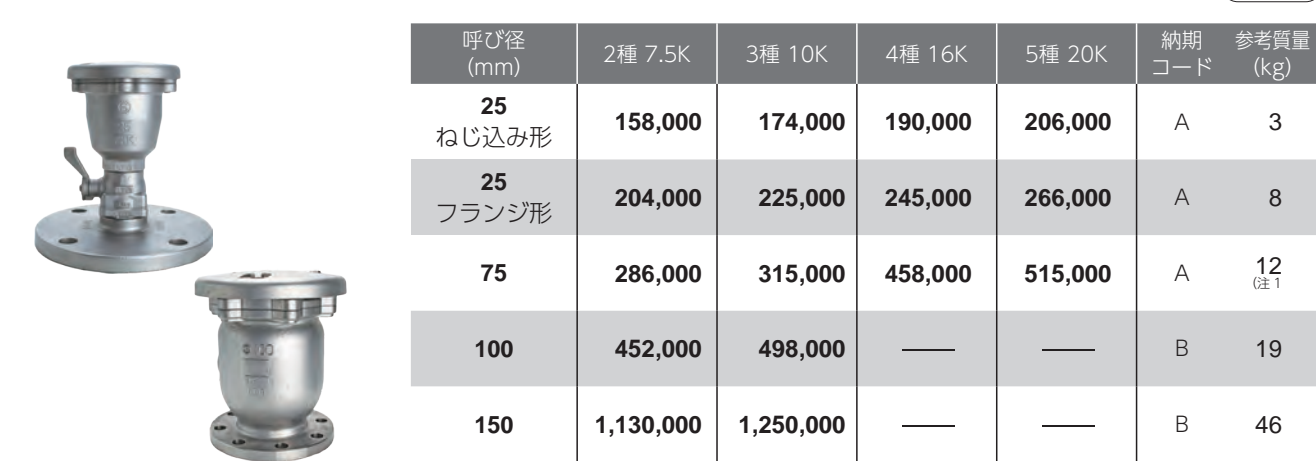 呼び径 (mm) 2種 7.5K 3種 10K 4種 16K 5種 20K 納期コード 参考質量 (kg)
25 ねじ込み形 158,000 174,000 190,000 206,000 A 3
25 フランジ形 204,000 225,000 245,000 266,000 A 8
75 286,000 315,000 458,000 515,000 A 12 (注1
100 452,000 498,000 —— —— B 19
150 1,130,000 1,250,000 —— —— B 46